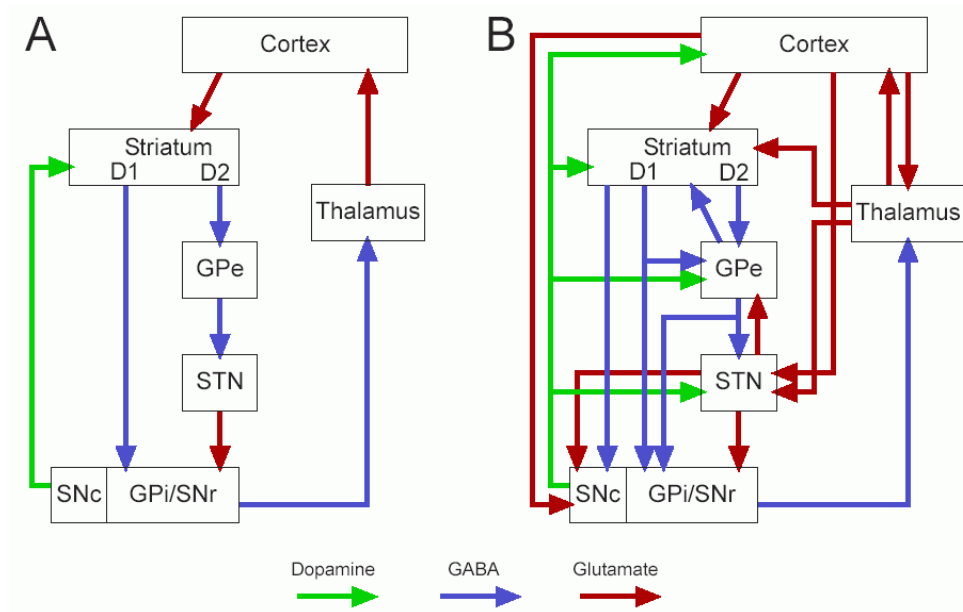 A
Cortex
Striatum
D1 D2
Thalamus
GPe
STN
SNc GPi/SNr
B
Cortex
Striatum
D1 D2
Thalamus
GPe
STN
SNc GPi/SNr
Dopamine GABA Glutamate